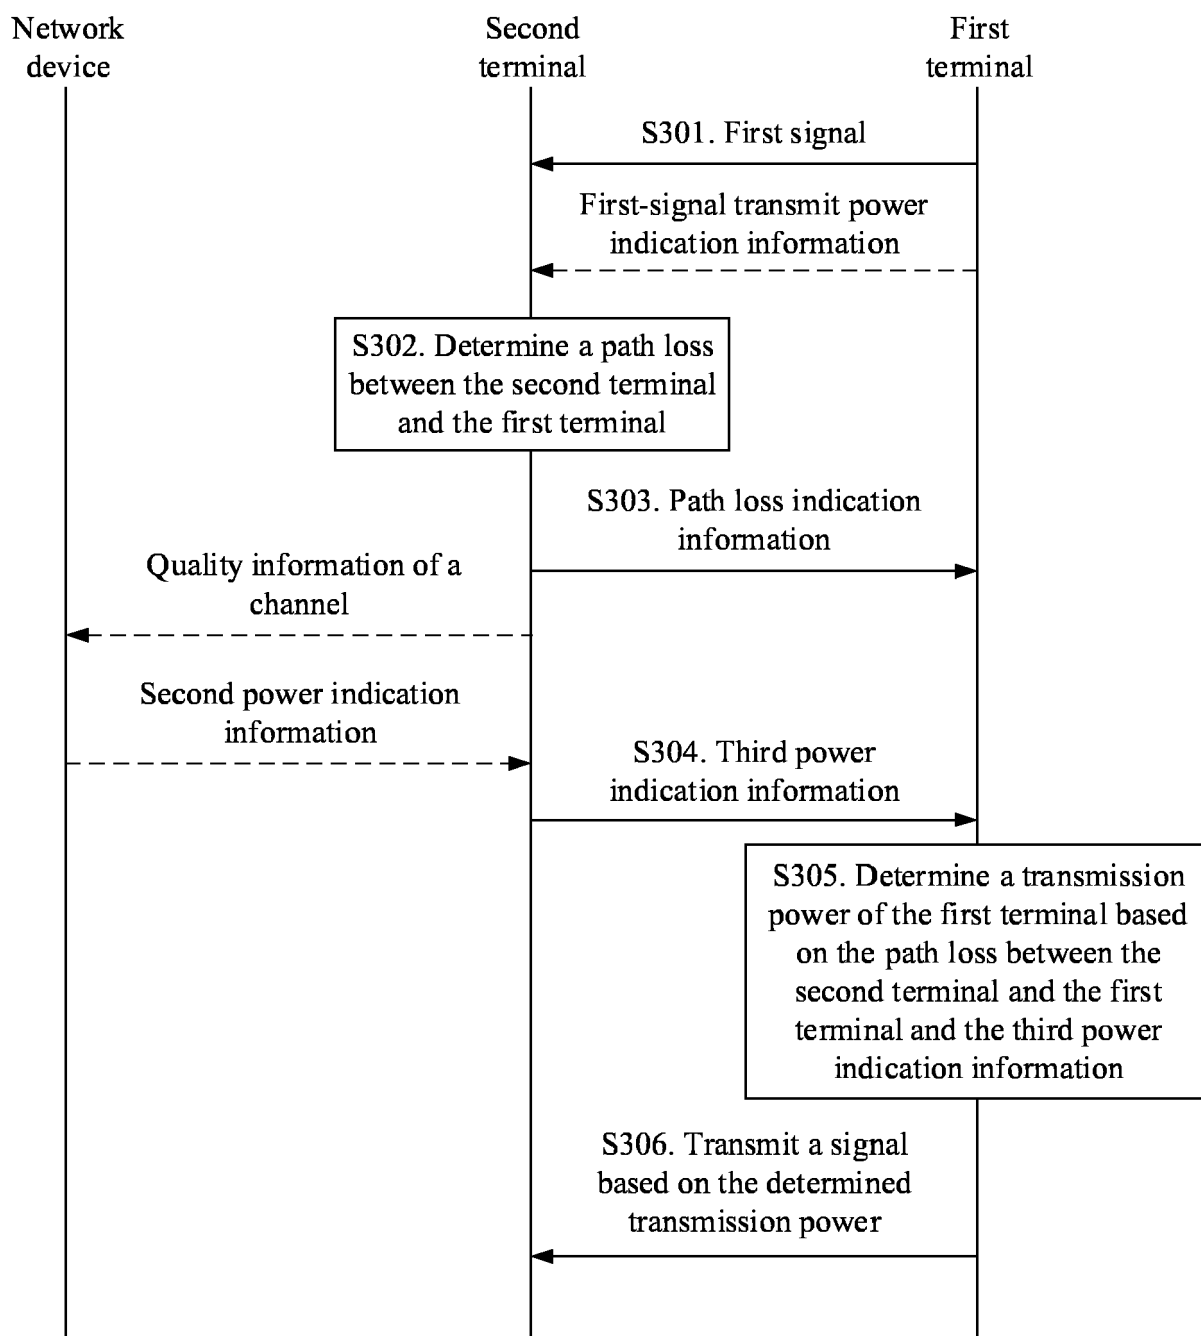 Network
device
Second
terminal
First
terminal
S301. First signal
First-signal transmit power
indication information
S302. Determine a path loss
between the second terminal
and the first terminal
S303. Path loss indication
information
Quality information of a
channel
Second power indication
information
S304. Third power
indication information
S305. Determine a transmission
power of the first terminal based
on the path loss between the
second terminal and the first
terminal and the third power
indication information
S306. Transmit a signal
based on the determined
transmission power